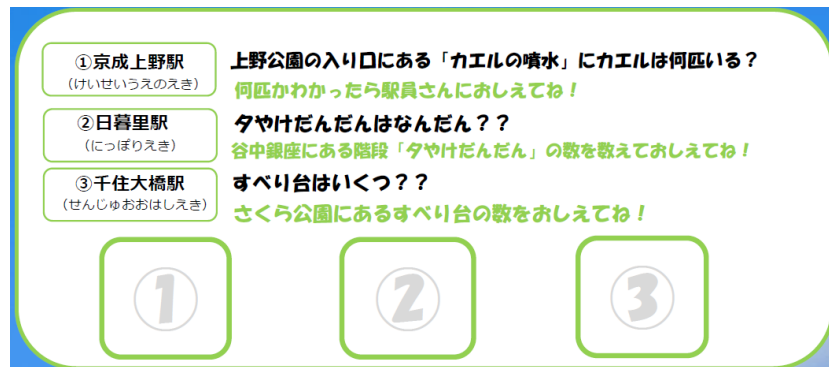 ①京成上野駅
(けいせいうえのえき)
上野公園の入り口にある「カエルの噴水」にカエルは何匹いる?
何匹かわかったら駅員さんにおしえてね!
②日暮里駅
(にっぽりえき)
夕やけだんだんはなんだん??
谷中銀座にある階段「夕やけだんだん」の数を数えておしえてね!
③千住大橋駅
(せんじゅおおはしえき)
すべり台はいくつ??
さくら公園にあるすべり台の数をおしえてね!
① ② ③